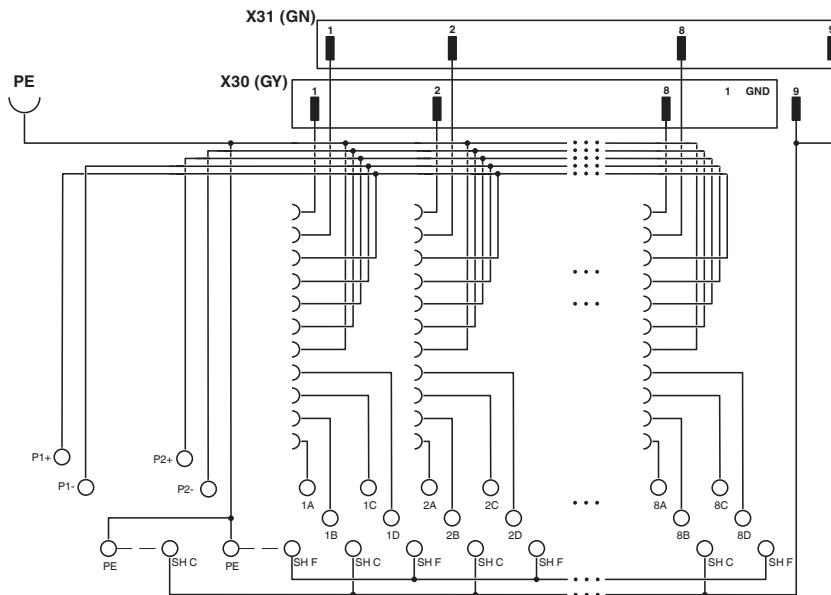 X31 (GN)
1 2 8 9
X30 (GY)
1 2 8 1 GND 9
PE
P1+ P2+
P1- P2- 1A 1C 2A 2C 8A 8C
1B 1D 2B 2D 8B 8D
PE SH C PE SH F SH C SH F SH C SH F SH C SH F